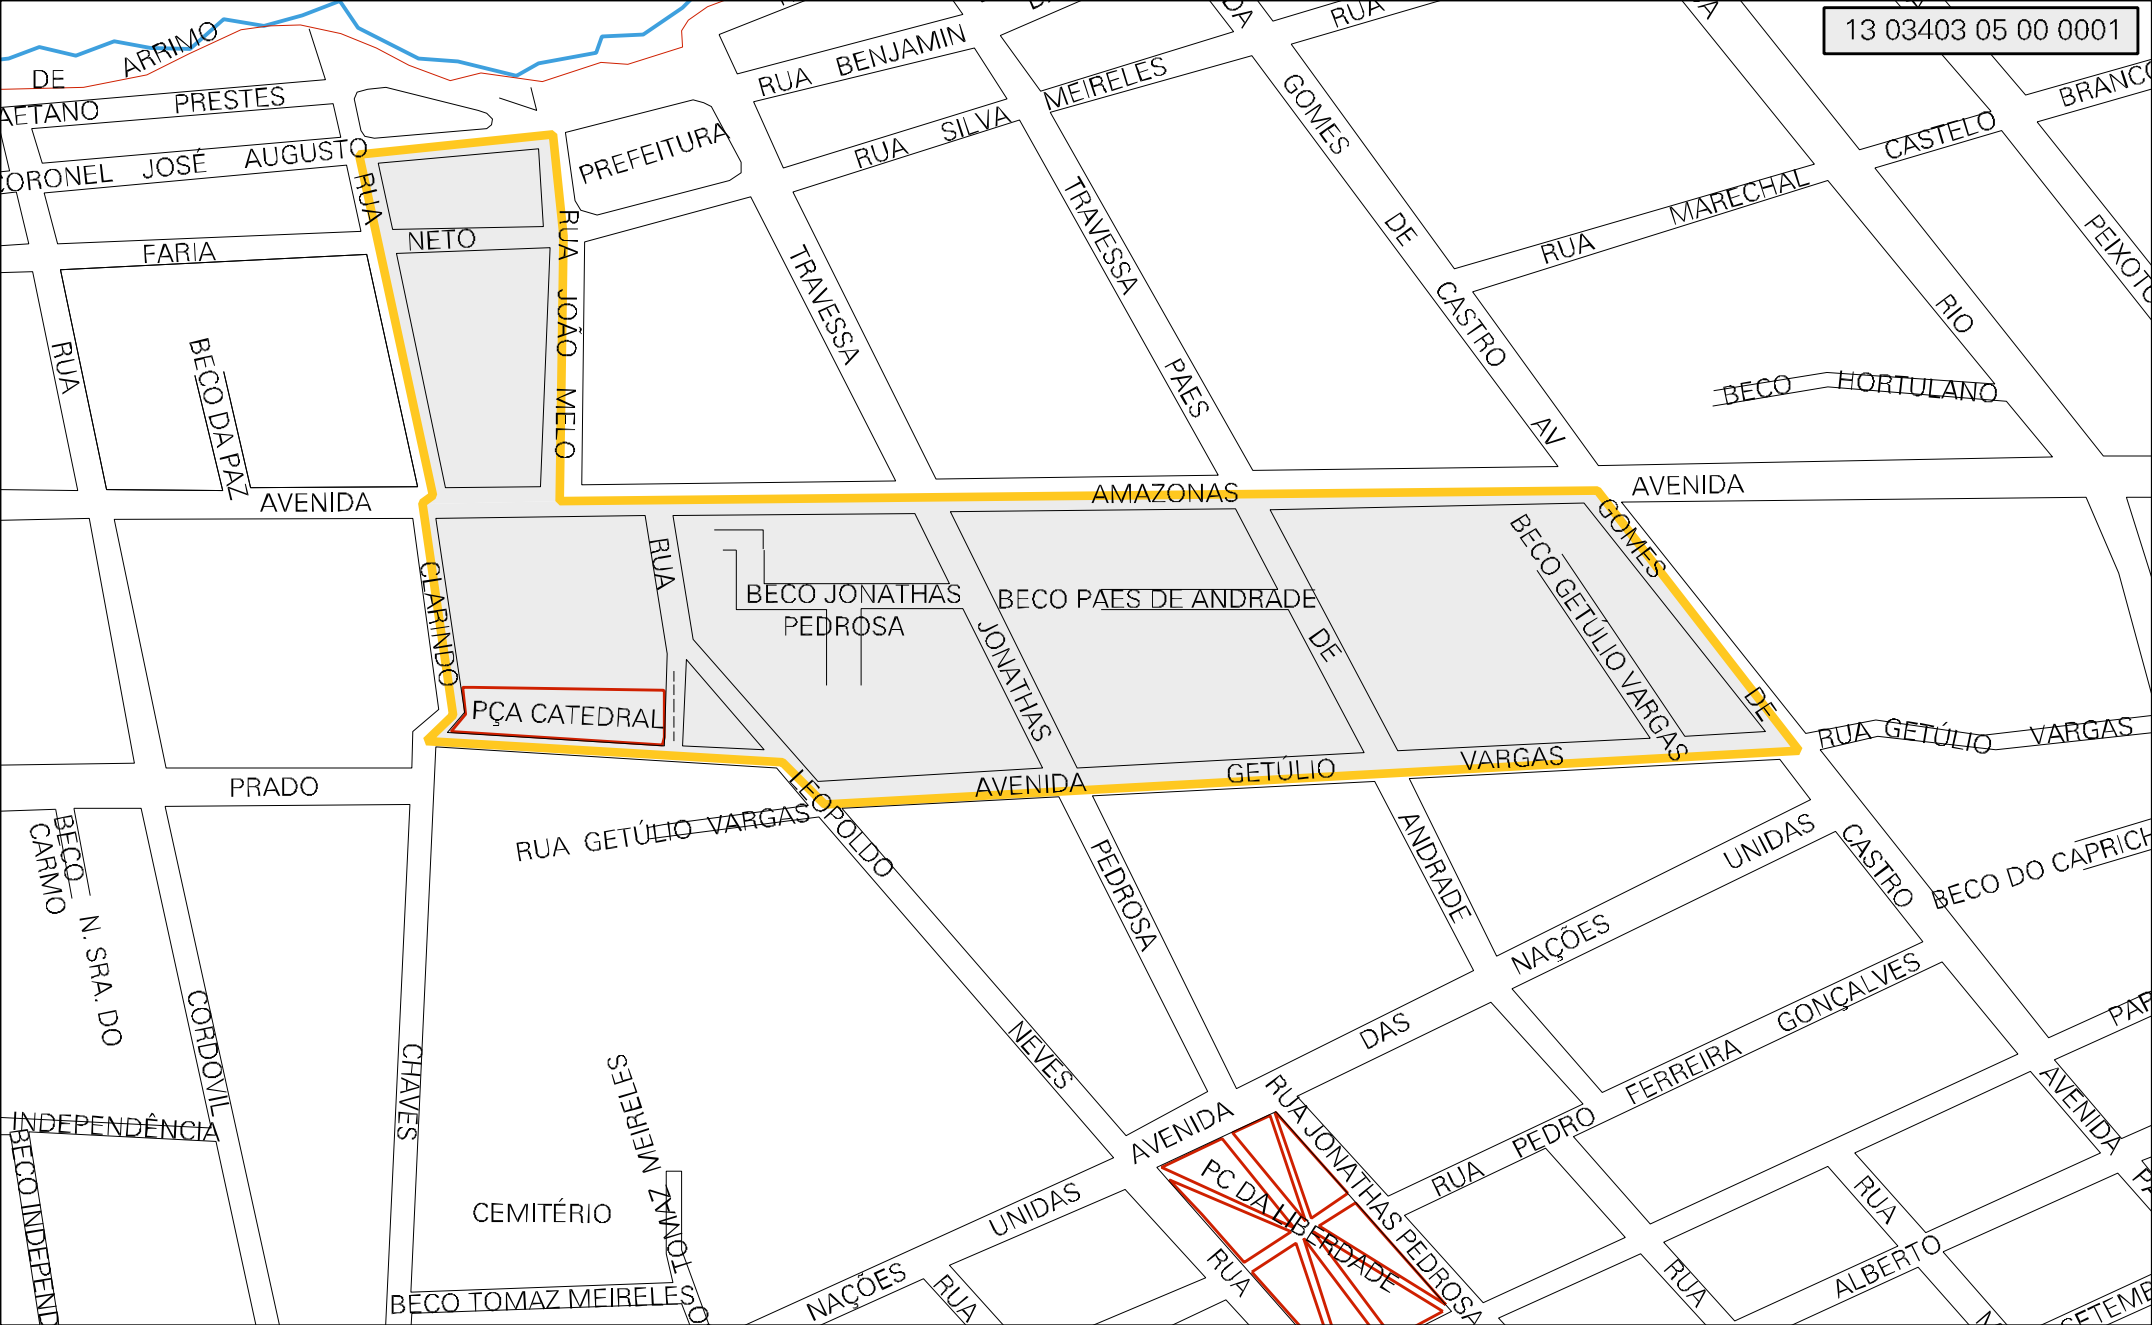 13 03403 05 00 0001
DE
ARRIMO
AETANO
PRESTES
CORONEL JOSÉ AUGUSTO
FARIA
NETO
RUA
RUA JOÃO MELO
PREFEITURA
RUA BENJAMIN
RUA SILVA
MEIRELES
RUA
GOMES DE CASTRO AV
RUA MARECHAL
CASTELO
BRANCO
PEIXOTO
RIO
BECO HORTULANO
TRAVESSA
TRAVESSA
PAES
RUA
BECO DA PAZ
AVENIDA
AMAZONAS
AVENIDA
CLARINDO
RUA
BECO JONATHAS
PEDROSA
BECO PAES DE ANDRADE
JONATHAS
DE
BECO GETÚLIO VARGAS
GOMES
DE
PÇA CATEDRAL
AVENIDA GETÚLIO VARGAS
RUA GETÚLIO VARGAS
PRADO
RUA GETÚLIO VARGAS
LEOPOLDO
BECO
CARMO
N. SRA. DO
PEDROSA
ANDRADE
UNIDAS
CASTRO
BECO DO CAPRICH
NAÇÕES
DAS
FERREIRA GONÇALVES
CORDOVIL
CHAVES
NEVES
TOMAZ MEIRELES
PAR
AVENIDA
INDEPENDÊNCIA
BECO INDEPEND
CEMITÉRIO
BECO TOMAZ MEIRELES
AVENIDA
RUA JONATHAS PEDROSA
PC DA LIBERDADE
RUA PEDRO
UNIDAS
NAÇÕES
RUA
RUA
RUA
RUA
ALBERTO
SETEMB